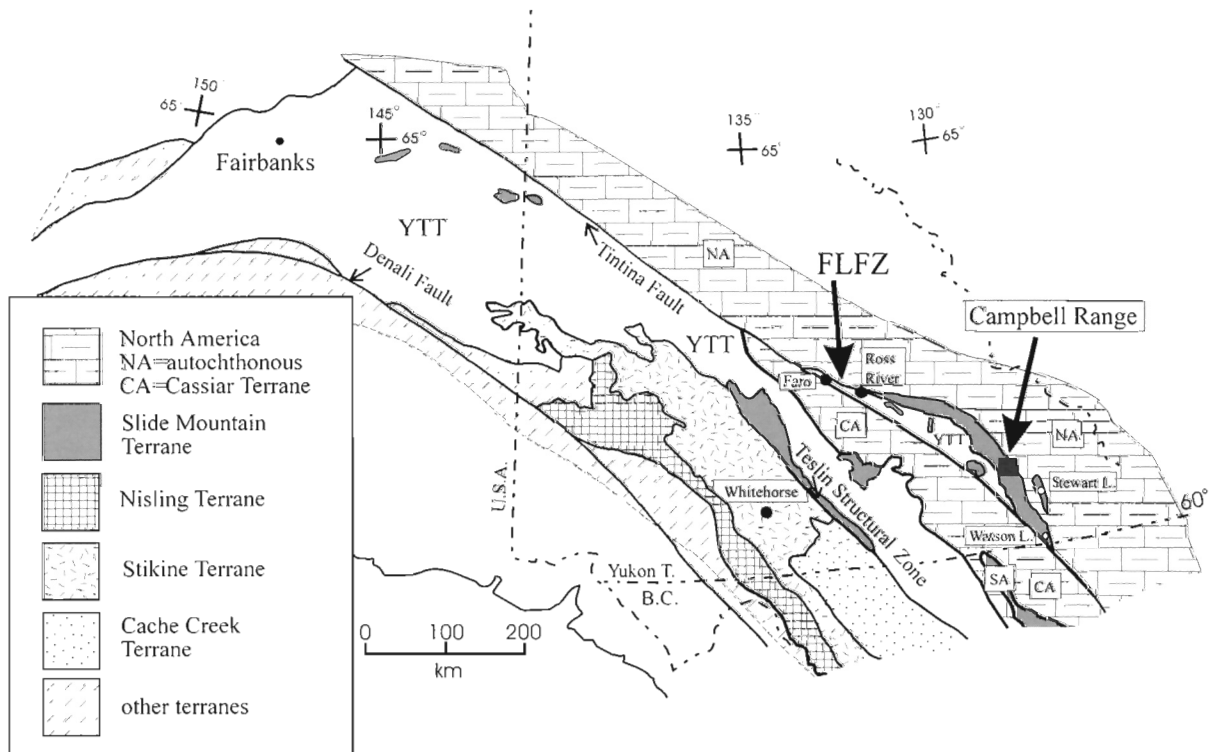 150°
65°
145°
65°
135°
65°
130°
65°
Fairbanks
YTT
Denali Fault
Tintina Fault
NA
FLFZ
Campbell Range
YTT
Faro
Ross
River
CA
YTT
NA
Stewart L.
Teslin Structural Zone
Whitehorse
Watson L.
60°
SA
CA
U.S.A.
Yukon T.
B.C.
0 100 200
km
North America
NA=autochthonous
CA=Cassiar Terrane
Slide Mountain
Terrane
Nisling Terrane
Stikine Terrane
Cache Creek
Terrane
other terranes